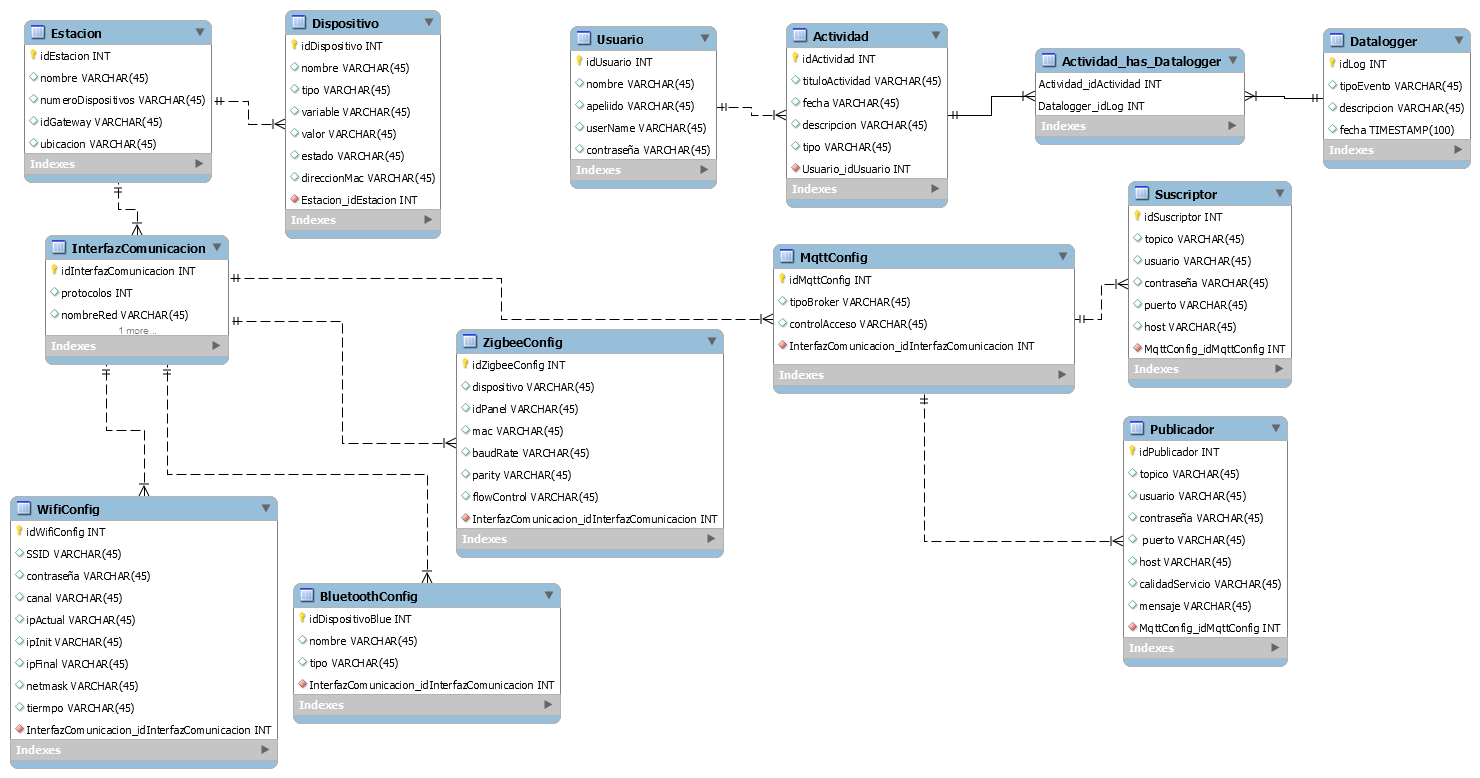 Estacion
idEstacion INT
nombre VARCHAR(45)
numeroDispositivos VARCHAR(45)
idGateway VARCHAR(45)
ubicacion VARCHAR(45)
Indexes
Dispositivo
idDispositivo INT
nombre VARCHAR(45)
tipo VARCHAR(45)
variable VARCHAR(45)
valor VARCHAR(45)
estado VARCHAR(45)
direccionMac VARCHAR(45)
Estacion_idEstacion INT
Indexes
Usuario
idUsuario INT
nombre VARCHAR(45)
apelido VARCHAR(45)
userName VARCHAR(45)
contraseña VARCHAR(45)
Indexes
Actividad
idActividad INT
tituloActividad VARCHAR(45)
fecha VARCHAR(45)
descripcion VARCHAR(45)
tipo VARCHAR(45)
Usuario_idUsuario INT
Indexes
Actividad_has_Datalogger
Actividad_idActividad INT
Datalogger_idLog INT
Indexes
Datalogger
idLog INT
tipoEvento VARCHAR(45)
descripcion VARCHAR(45)
fecha TIMESTAMP(100)
Indexes
InterfazComunicacion
idInterfazComunicacion INT
protocolos INT
nombreRed VARCHAR(45)
1 more...
Indexes
MqttConfig
idMqttConfig INT
tipoBroker VARCHAR(45)
controlAcceso VARCHAR(45)
InterfazComunicacion_idInterfazComunicacion INT
Indexes
Suscriptor
idSuscriptor INT
topico VARCHAR(45)
usuario VARCHAR(45)
contraseña VARCHAR(45)
puerto VARCHAR(45)
host VARCHAR(45)
MqttConfig_idMqttConfig INT
Indexes
ZigbeeConfig
idZigbeeConfig INT
dispositivo VARCHAR(45)
idPanel VARCHAR(45)
mac VARCHAR(45)
baudRate VARCHAR(45)
parity VARCHAR(45)
flowControl VARCHAR(45)
InterfazComunicacion_idInterfazComunicacion INT
Indexes
Publicador
idPublicador INT
topico VARCHAR(45)
usuario VARCHAR(45)
contraseña VARCHAR(45)
puerto VARCHAR(45)
host VARCHAR(45)
calidadServicio VARCHAR(45)
mensaje VARCHAR(45)
MqttConfig_idMqttConfig INT
Indexes
WifiConfig
idWifiConfig INT
SSID VARCHAR(45)
contraseña VARCHAR(45)
canal VARCHAR(45)
ipActual VARCHAR(45)
ipInit VARCHAR(45)
ipFinal VARCHAR(45)
netmask VARCHAR(45)
tiermpo VARCHAR(45)
InterfazComunicacion_idInterfazComunicacion INT
Indexes
BluetoothConfig
idDispositivoBlue INT
nombre VARCHAR(45)
tipo VARCHAR(45)
InterfazComunicacion_idInterfazComunicacion INT
Indexes